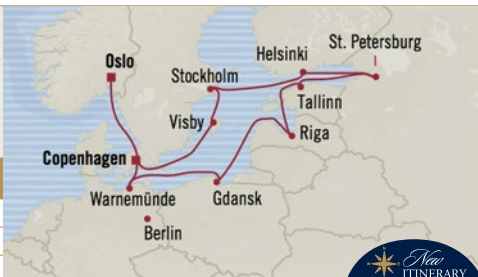 Oslo
Helsinki
St. Petersburg
Stockholm
Tallinn
Visby
Riga
Copenhagen
Warnemünde
Gdansk
Berlin
New
ITINERARY